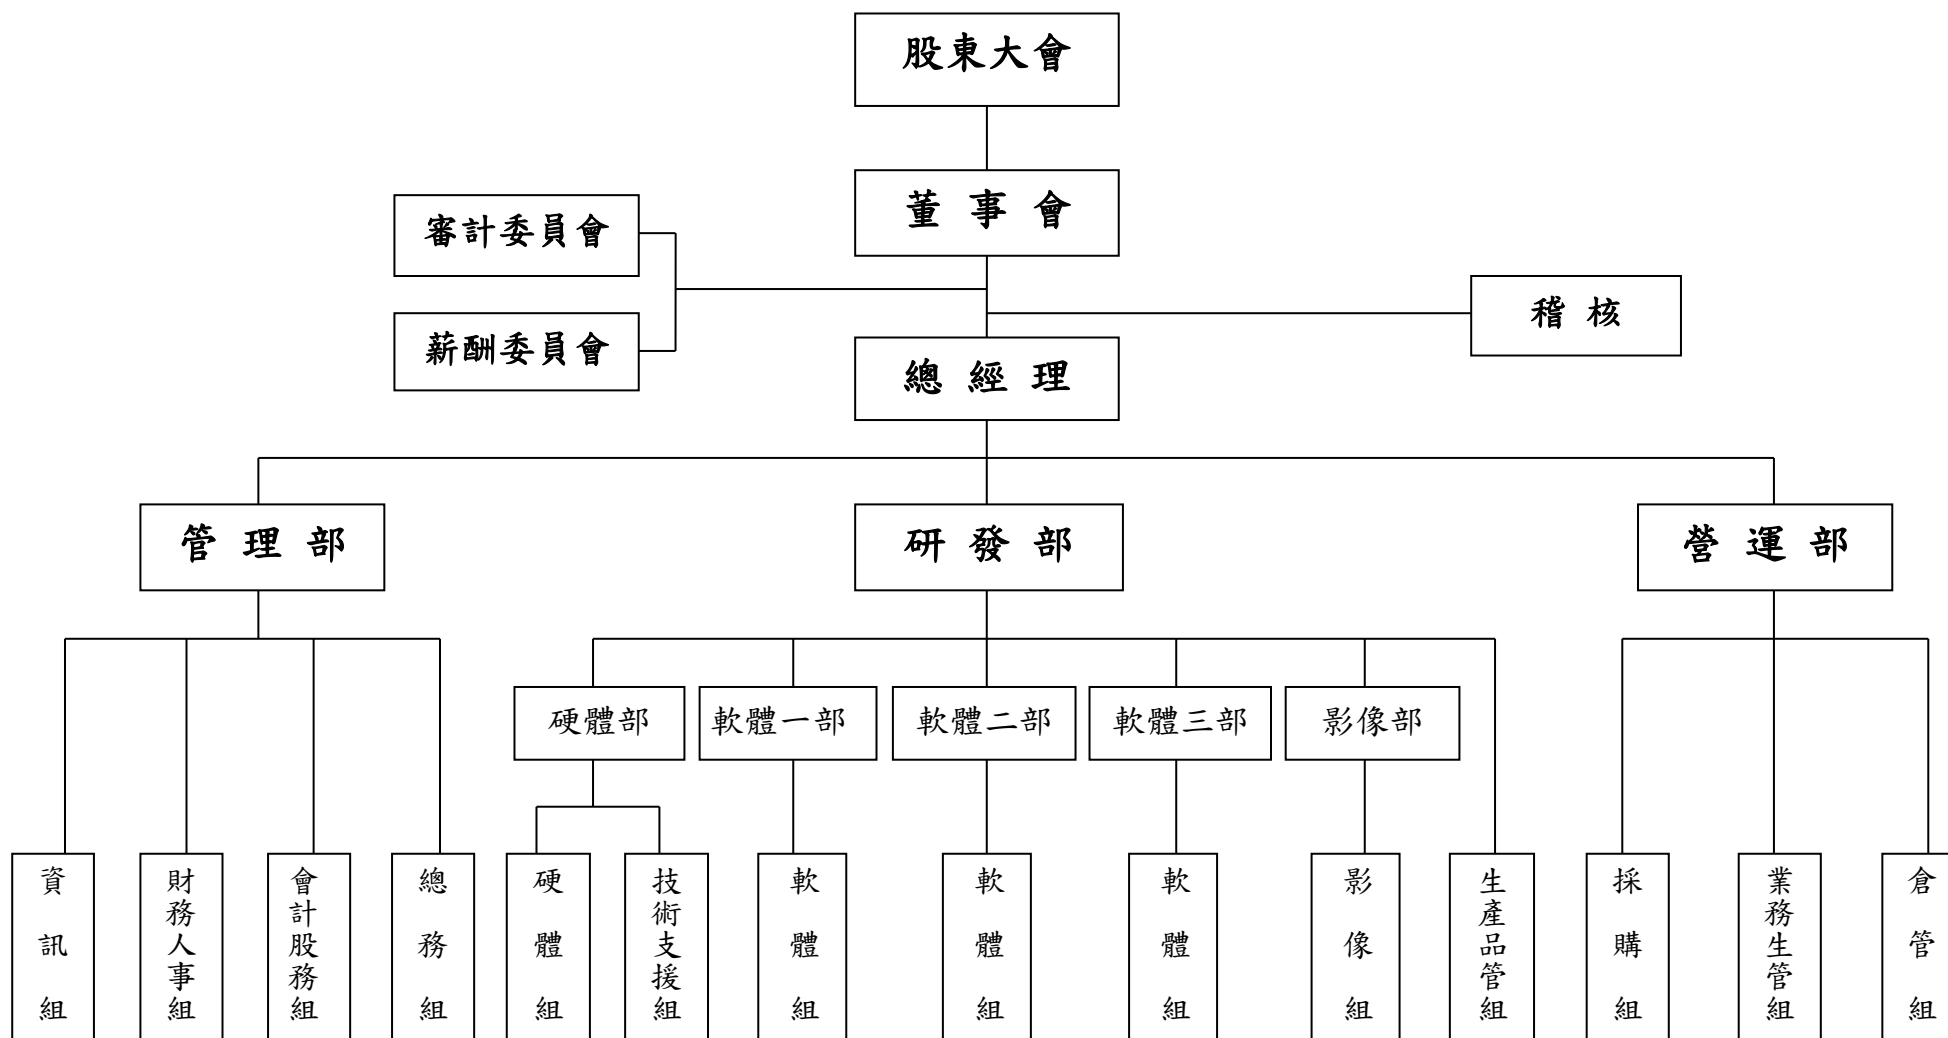 股東大會
董事會
審計委員會
稽核
薪酬委員會
總經理
管理部
研發部
營運部
硬體部
軟體一部
軟體二部
軟體三部
影像部
資訊組
財務人事組
會計股務組
總務組
硬體組
技術支援組
軟體組
軟體組
軟體組
影像組
生產品管組
採購組
業務生管組
倉管組